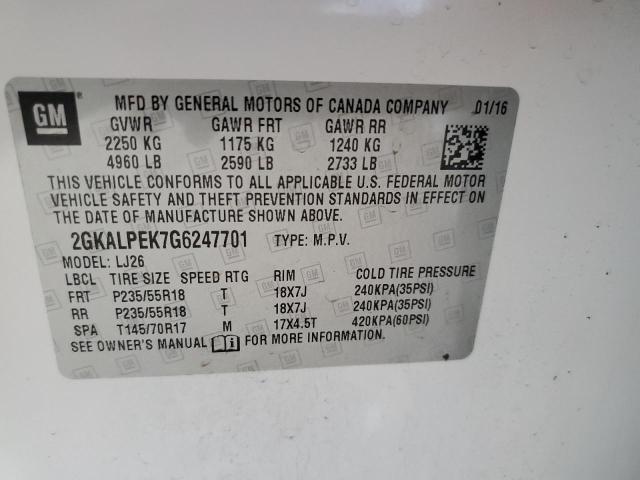 GM
MFD BY GENERAL MOTORS OF CANADA COMPANY 01/16
GVWR GAWR FRT GAWR RR
2250 KG 1175 KG 1240 KG
4960 LB 2590 LB 2733 LB
THIS VEHICLE CONFORMS TO ALL APPLICABLE U.S. FEDERAL MOTOR
VEHICLE SAFETY AND THEFT PREVENTION STANDARDS IN EFFECT ON
THE DATE OF MANUFACTURE SHOWN ABOVE.
2GKALPEK7G6247701 TYPE: M.P.V.
MODEL: LJ26
LBCL TIRE SIZE SPEED RTG RIM COLD TIRE PRESSURE
FRT P235/55R18 T 18X7J 240KPA(35PSI)
RR P235/55R18 T 18X7J 240KPA(35PSI)
SPA T145/70R17 M 17X4.5T 420KPA(60PSI)
SEE OWNER'S MANUAL FOR MORE INFORMATION.